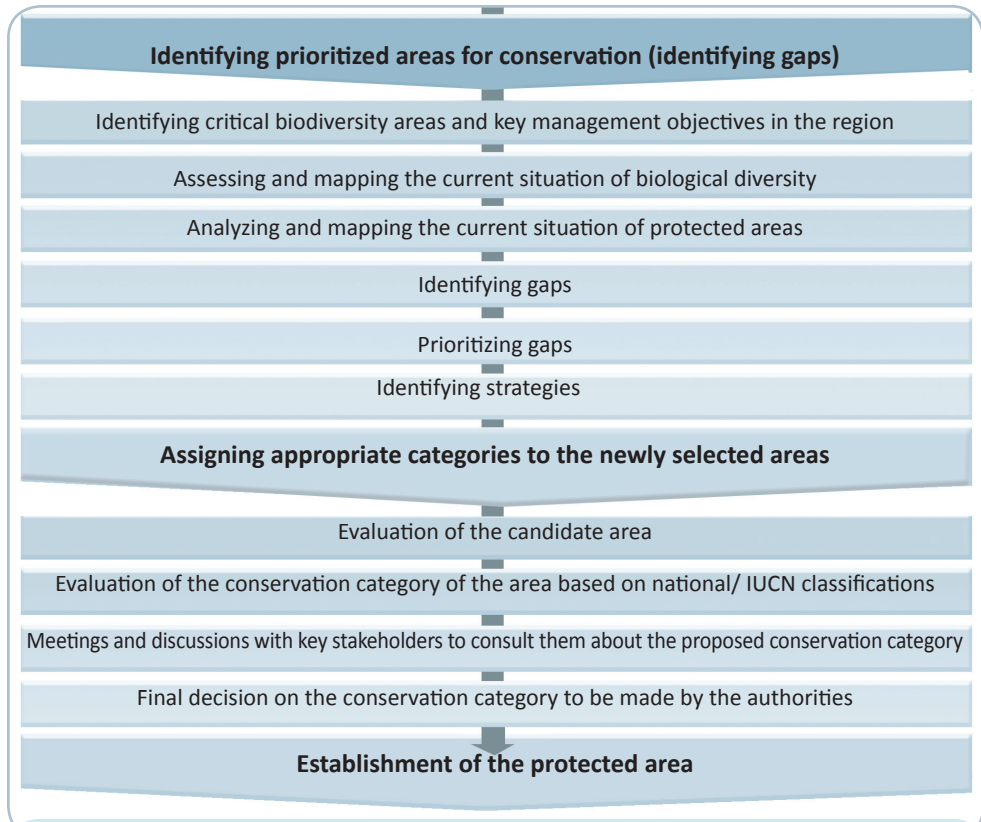 Identifying prioritized areas for conservation (identifying gaps)
Identifying critical biodiversity areas and key management objectives in the region
Assessing and mapping the current situation of biological diversity
Analyzing and mapping the current situation of protected areas
Identifying gaps
Prioritizing gaps
Identifying strategies
Assigning appropriate categories to the newly selected areas
Evaluation of the candidate area
Evaluation of the conservation category of the area based on national/ IUCN classifications
Meetings and discussions with key stakeholders to consult them about the proposed conservation category
Final decision on the conservation category to be made by the authorities
Establishment of the protected area